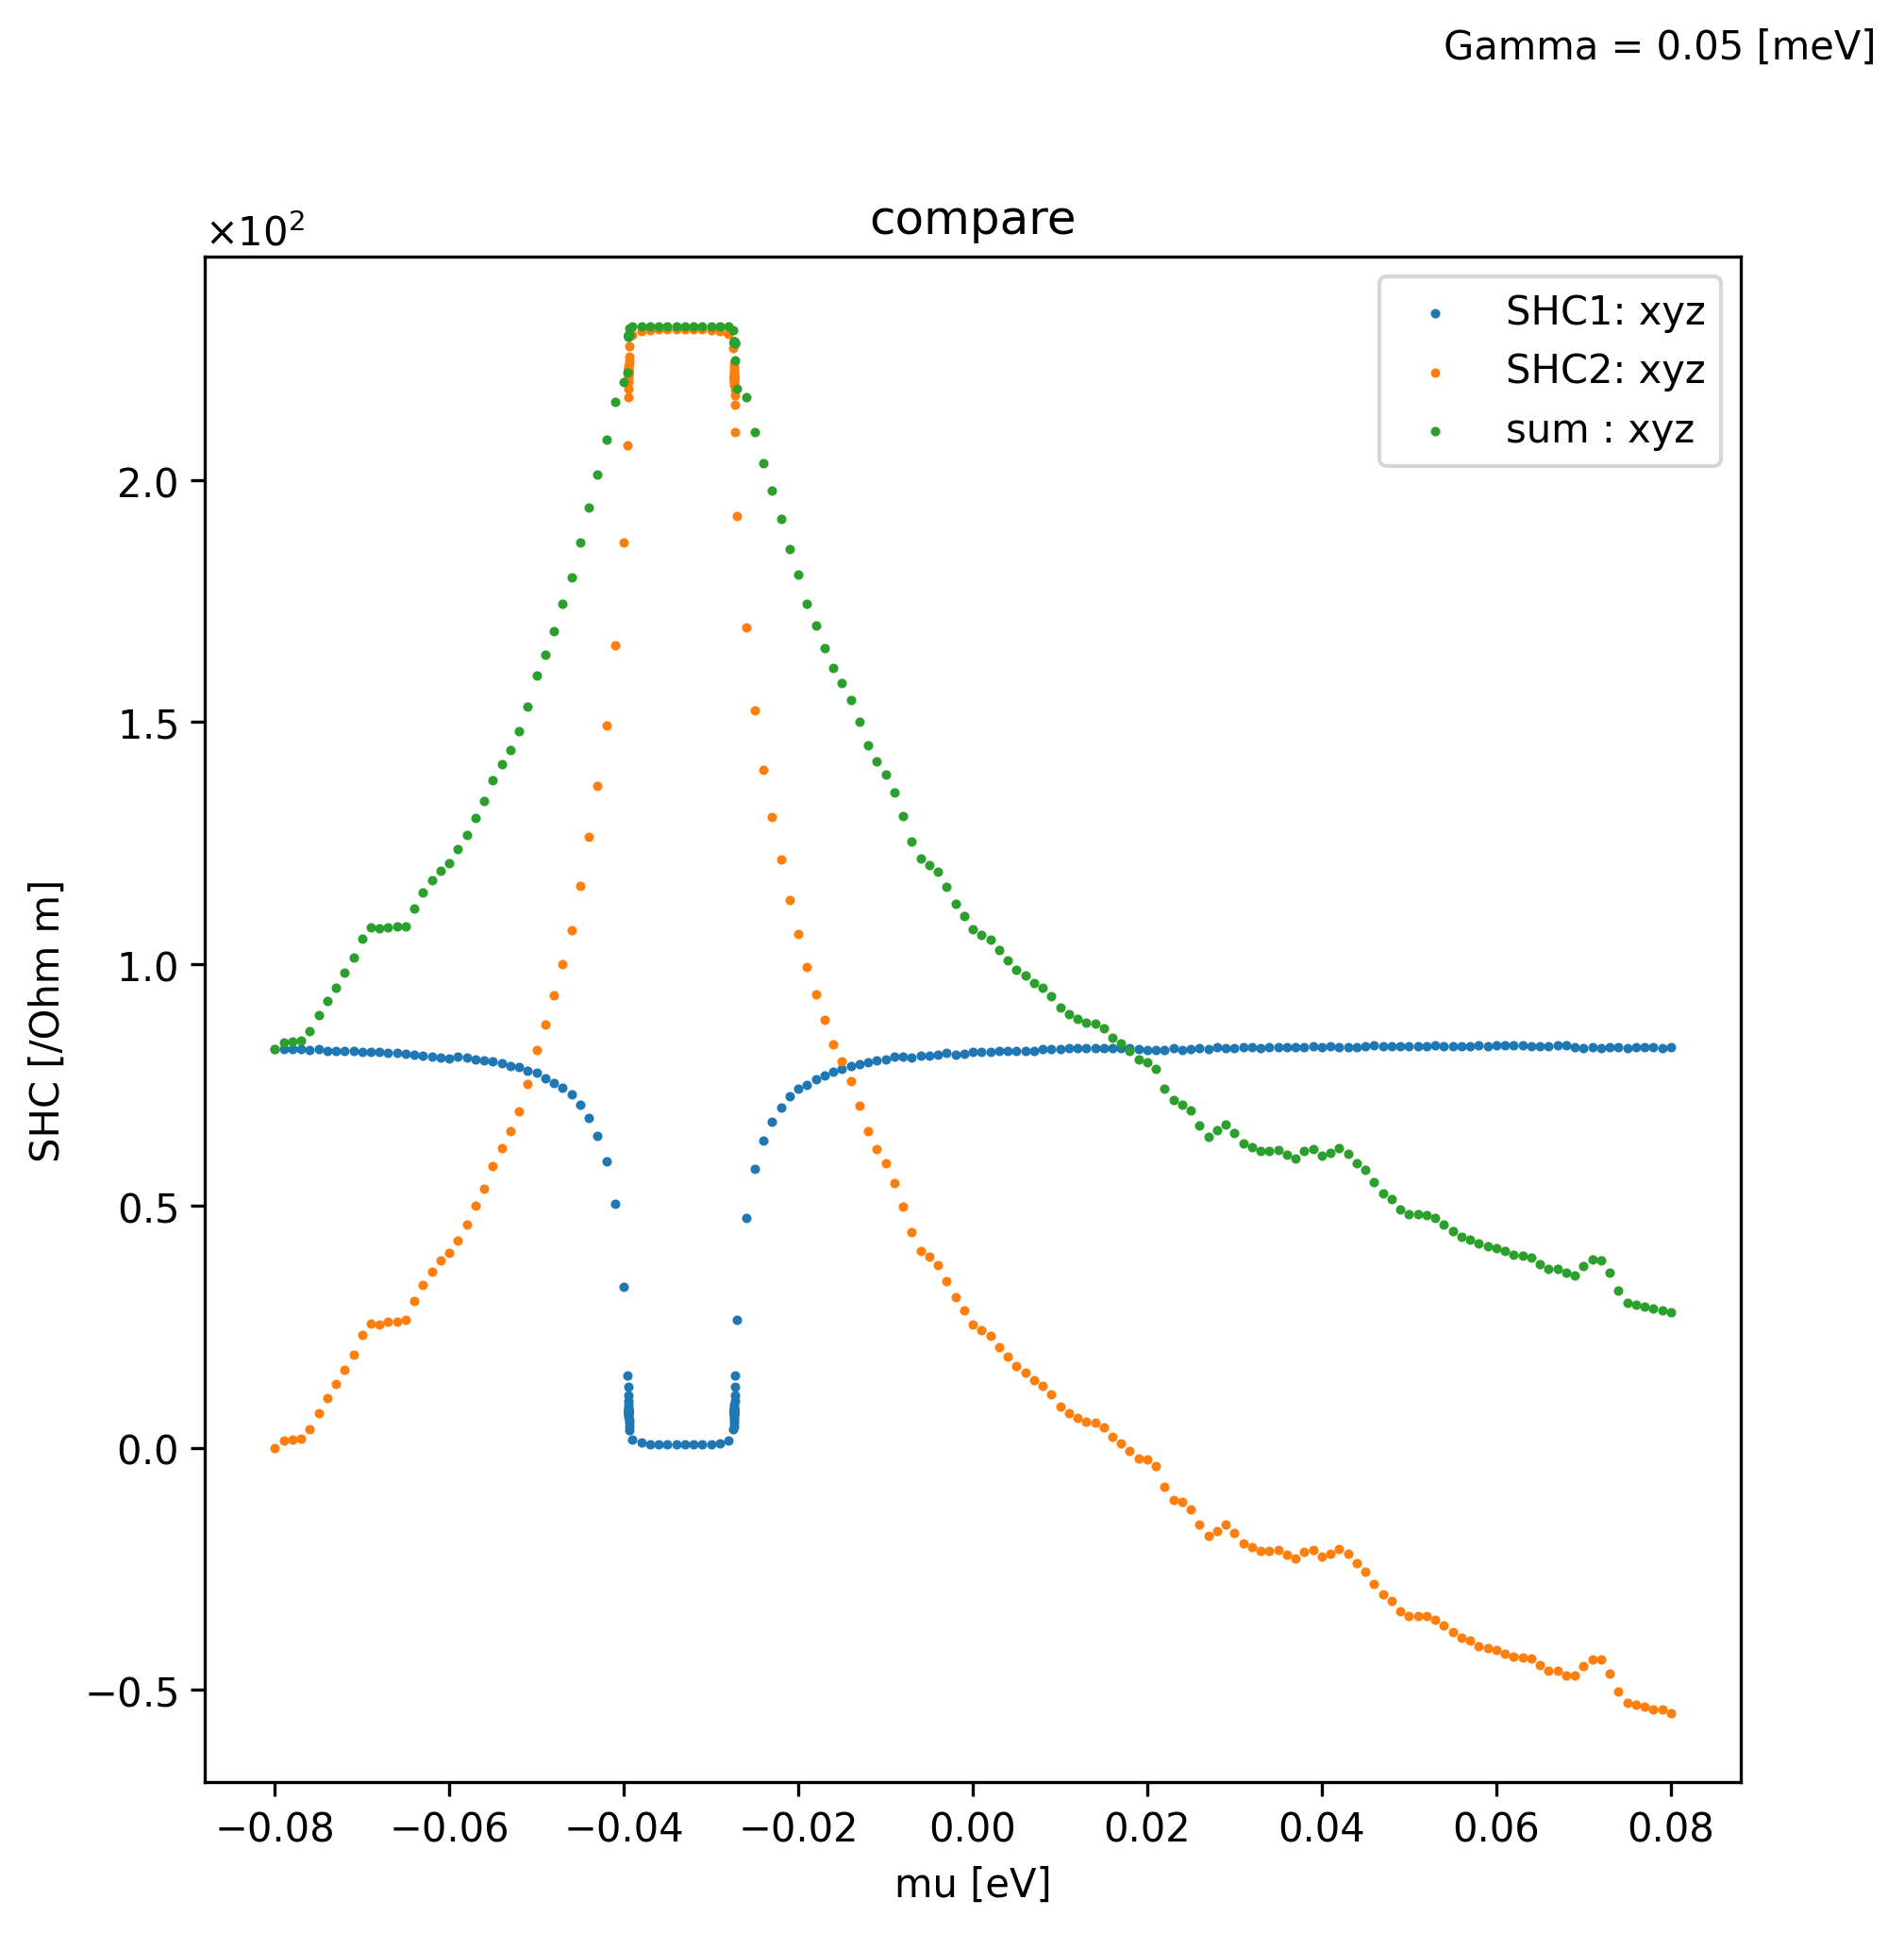 Gamma = 0.05 [meV]
compare
×10²
SHC1: xyz
SHC2: xyz
sum : xyz
2.0
1.5
1.0
0.5
0.0
−0.5
SHC [/Ohm m]
−0.08 −0.06 −0.04 −0.02 0.00 0.02 0.04 0.06 0.08
mu [eV]